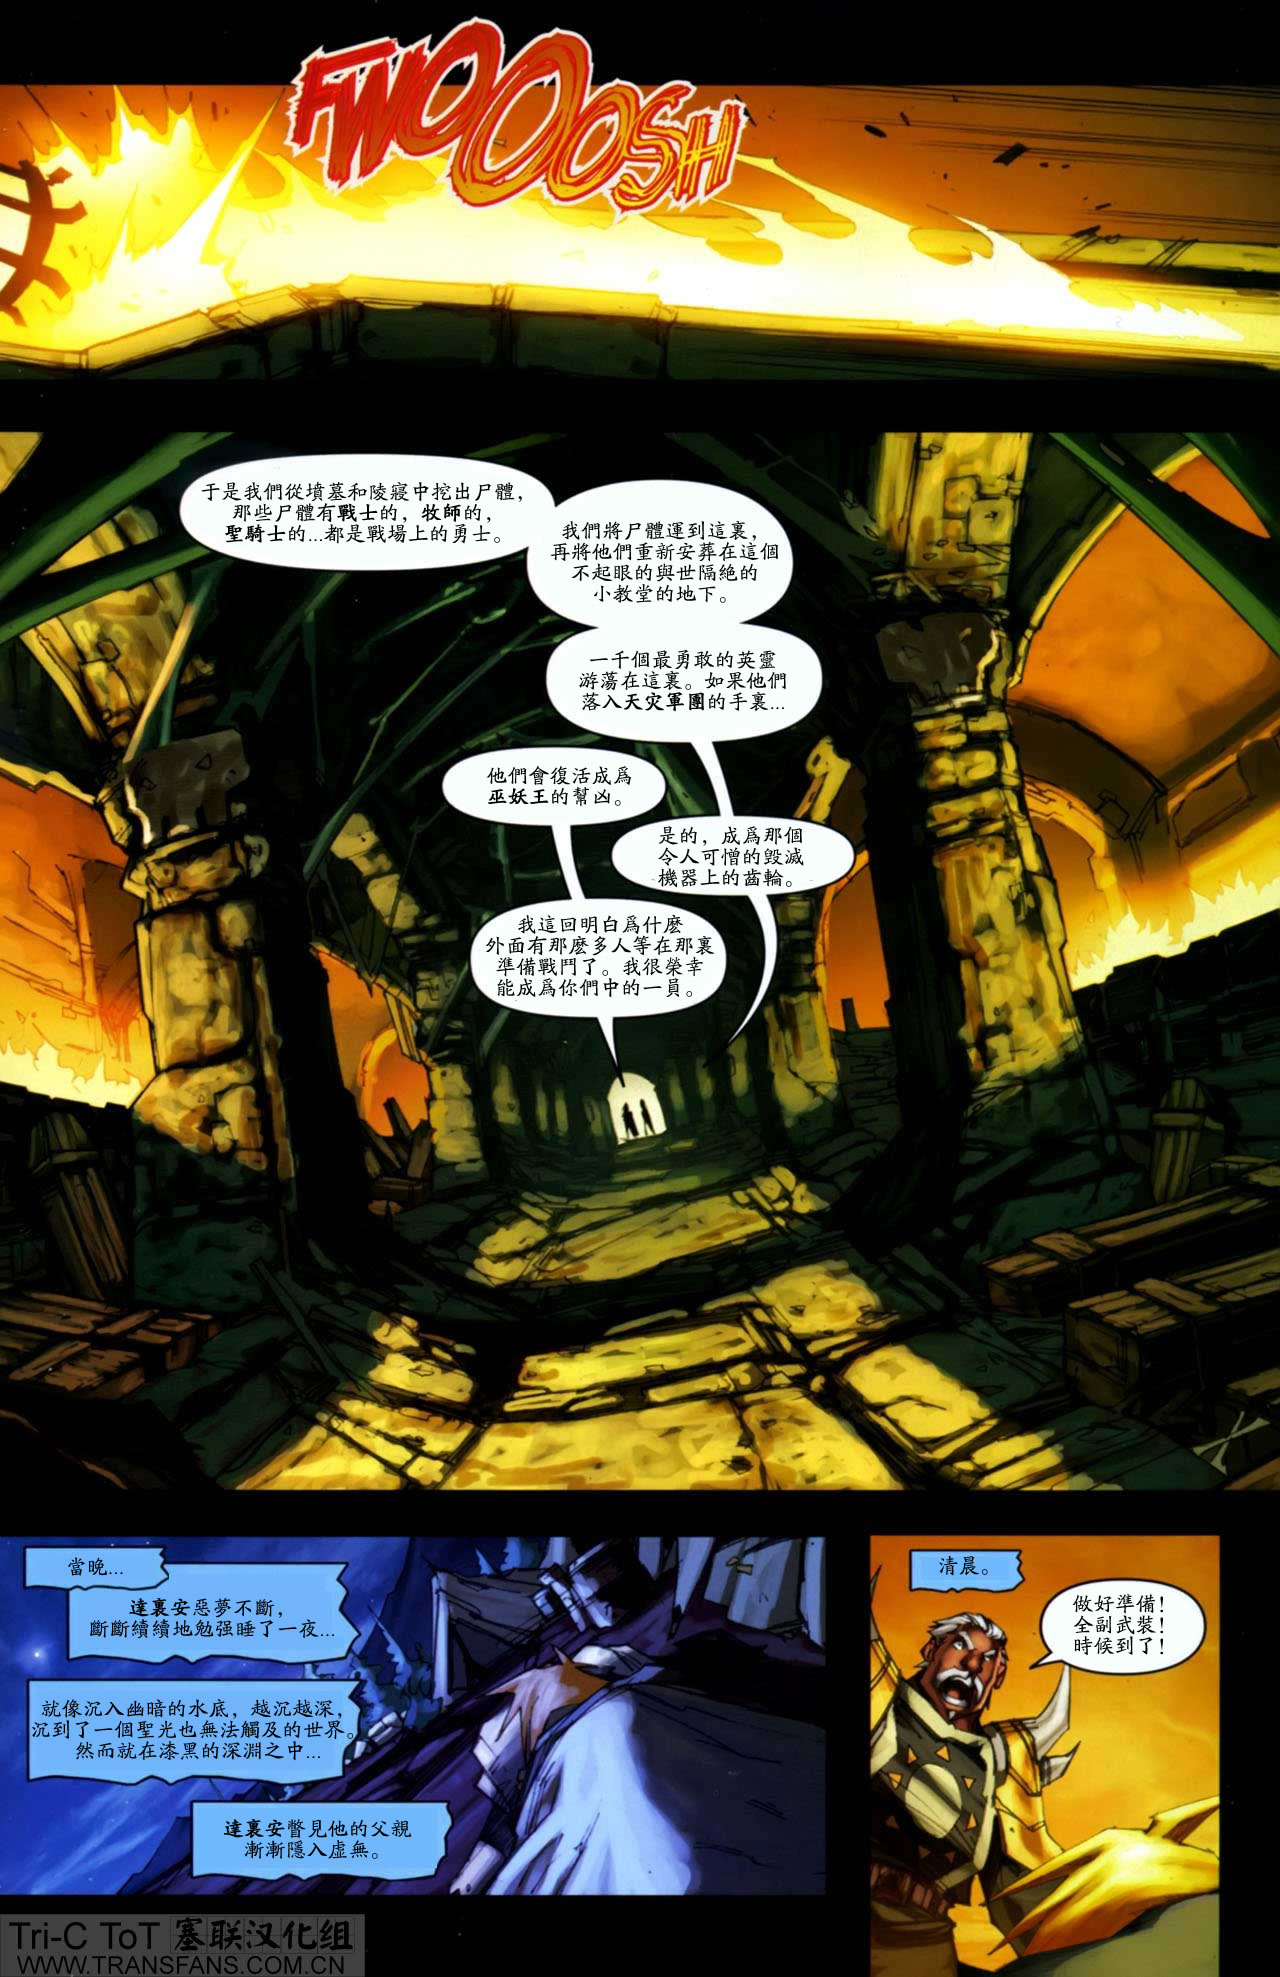 FWOOOOSH
于是我們從墳墓和陵寢中挖出尸體，
那些尸體有戰士的，牧師的，
聖騎士的...都是戰場上的勇士。
我們將尸體運到這裏，
再將他們重新安葬在這個
不起眼的與世隔絶的
小教堂的地下。
一千個最勇敢的英靈
游蕩在這裏。如果他們
落入天灾軍團的手裏...
他們會復活成爲
巫妖王的幫凶。
是的，成爲那個
令人可憎的毁滅
機器上的齒輪。
我這回明白爲什麽
外面有那麽多人等在那裏
準備戰鬥了。我很榮幸
能成爲你們中的一員。
當晚...
達裏安惡夢不斷，
斷斷續續地勉强睡了一夜...
就像沉入幽暗的水底，越沉越深，
沉到了一個聖光也無法觸及的世界。
然而就在漆黑的深淵之中...
達裏安瞥見他的父親
漸漸隱入虛無。
清晨。
做好準備！
全副武裝！
時候到了！
Tri-C ToT 塞联汉化组
WWW.TRANSFANS.COM.CN